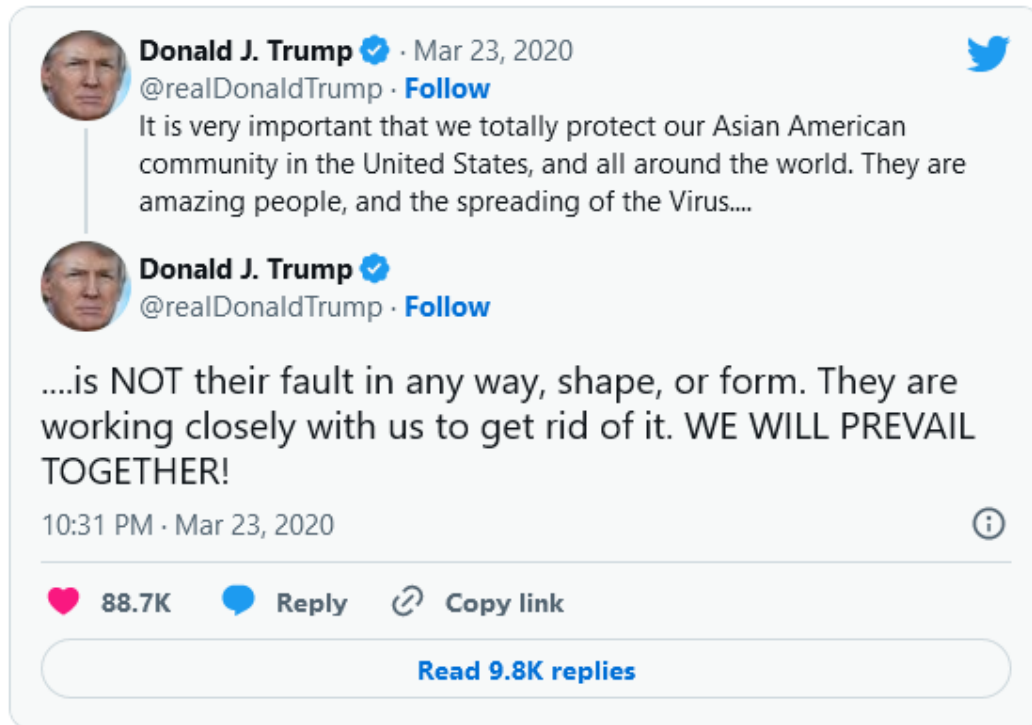 Donald J. Trump · Mar 23, 2020
@realDonaldTrump · Follow
It is very important that we totally protect our Asian American
community in the United States, and all around the world. They are
amazing people, and the spreading of the Virus....
Donald J. Trump
@realDonaldTrump · Follow
....is NOT their fault in any way, shape, or form. They are
working closely with us to get rid of it. WE WILL PREVAIL
TOGETHER!
10:31 PM · Mar 23, 2020
88.7K Reply Copy link
Read 9.8K replies